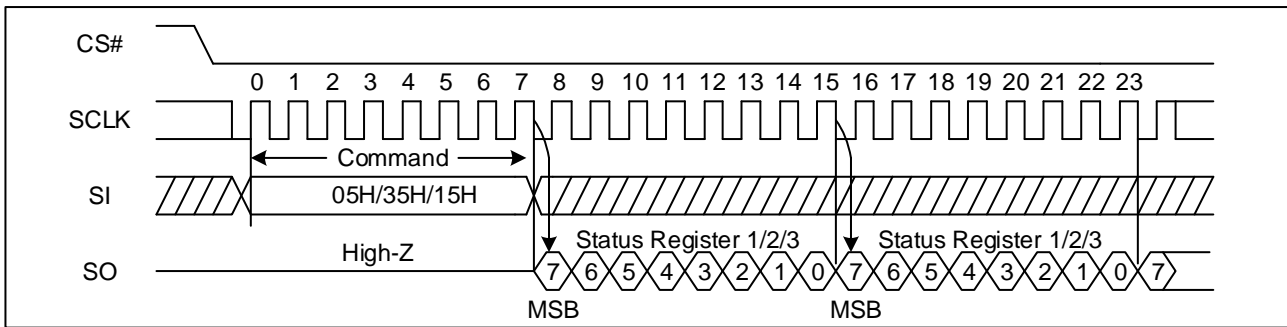 CS#
0 1 2 3 4 5 6 7 8 9 10 11 12 13 14 15 16 17 18 19 20 21 22 23
SCLK
Command
SI
05H/35H/15H
High-Z
Status Register 1/2/3 Status Register 1/2/3
SO
7 6 5 4 3 2 1 0 7 6 5 4 3 2 1 0 7
MSB MSB